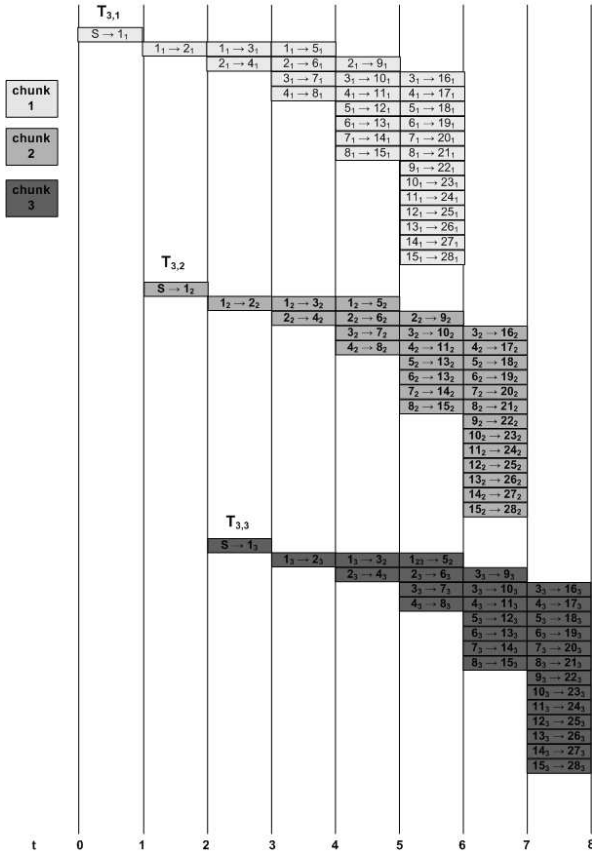 T₃,₁
S → 1₁
1₁ → 2₁ 1₁ → 3₁ 1₁ → 5₁
2₁ → 4₁ 2₁ → 6₁ 2₁ → 9₁
3₁ → 7₁ 3₁ → 10₁ 3₁ → 16₁
4₁ → 8₁ 4₁ → 11₁ 4₁ → 17₁
5₁ → 12₁ 5₁ → 18₁
6₁ → 13₁ 6₁ → 19₁
7₁ → 14₁ 7₁ → 20₁
8₁ → 15₁ 8₁ → 21₁
9₁ → 22₁
10₁ → 23₁
11₁ → 24₁
12₁ → 25₁
13₁ → 26₁
14₁ → 27₁
15₁ → 28₁
chunk
1
chunk
2
chunk
3
T₃,₂
S → 1₂
1₂ → 2₂ 1₂ → 3₂ 1₂ → 5₂
2₂ → 4₂ 2₂ → 6₂ 2₂ → 9₂
3₂ → 7₂ 3₂ → 10₂ 3₂ → 16₂
4₂ → 8₂ 4₂ → 11₂ 4₂ → 17₂
5₂ → 13₂ 5₂ → 18₂
6₂ → 13₂ 6₂ → 19₂
7₂ → 14₂ 7₂ → 20₂
8₂ → 15₂ 8₂ → 21₂
9₂ → 22₂
10₂ → 23₂
11₂ → 24₂
12₂ → 25₂
13₂ → 26₂
14₂ → 27₂
15₂ → 28₂
T₃,₃
S → 1₃
1₃ → 2₃ 1₃ → 3₂ 1₂₃ → 5₂
2₃ → 4₃ 2₃ → 6₃ 3₃ → 9₃
3₃ → 7₃ 3₃ → 10₃ 3₃ → 16₃
4₃ → 8₃ 4₃ → 11₃ 4₃ → 17₃
5₃ → 12₃ 5₃ → 18₃
6₃ → 13₃ 6₃ → 19₃
7₃ → 14₃ 7₃ → 20₃
8₃ → 15₃ 8₃ → 21₃
9₃ → 22₃
10₃ → 23₃
11₃ → 24₃
12₃ → 25₃
13₃ → 26₃
14₃ → 27₃
15₃ → 28₃
t 0 1 2 3 4 5 6 7 8